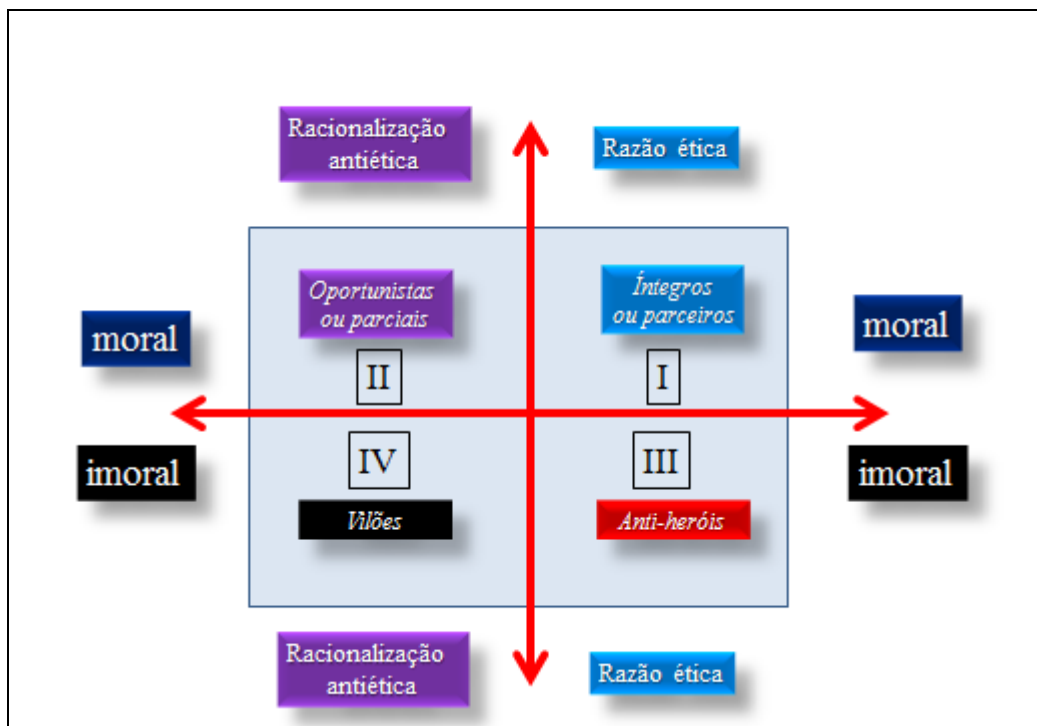 Racionalização
antiética
Razão ética
Oportunistas
ou parciais
Íntegros
ou parceiros
moral
moral
II
I
imoral
IV
III
imoral
Vilões
Anti-heróis
Racionalização
antiética
Razão ética